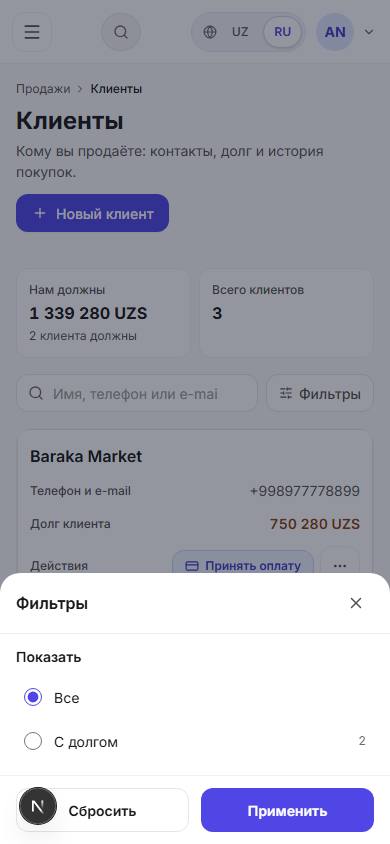 UZ
RU
AN
Продажи > Клиенты
Клиенты
Кому вы продаёте: контакты, долг и история
покупок.
+ Новый клиент
Нам должны
1 339 280 UZS
2 клиента должны
Всего клиентов
3
Имя, телефон или e-mai
Фильтры
Baraka Market
Телефон и e-mail
+998977778899
Долг клиента
750 280 UZS
Действия
Принять оплату
...
Фильтры
Показать
Все
С долгом
2
N
Сбросить
Применить